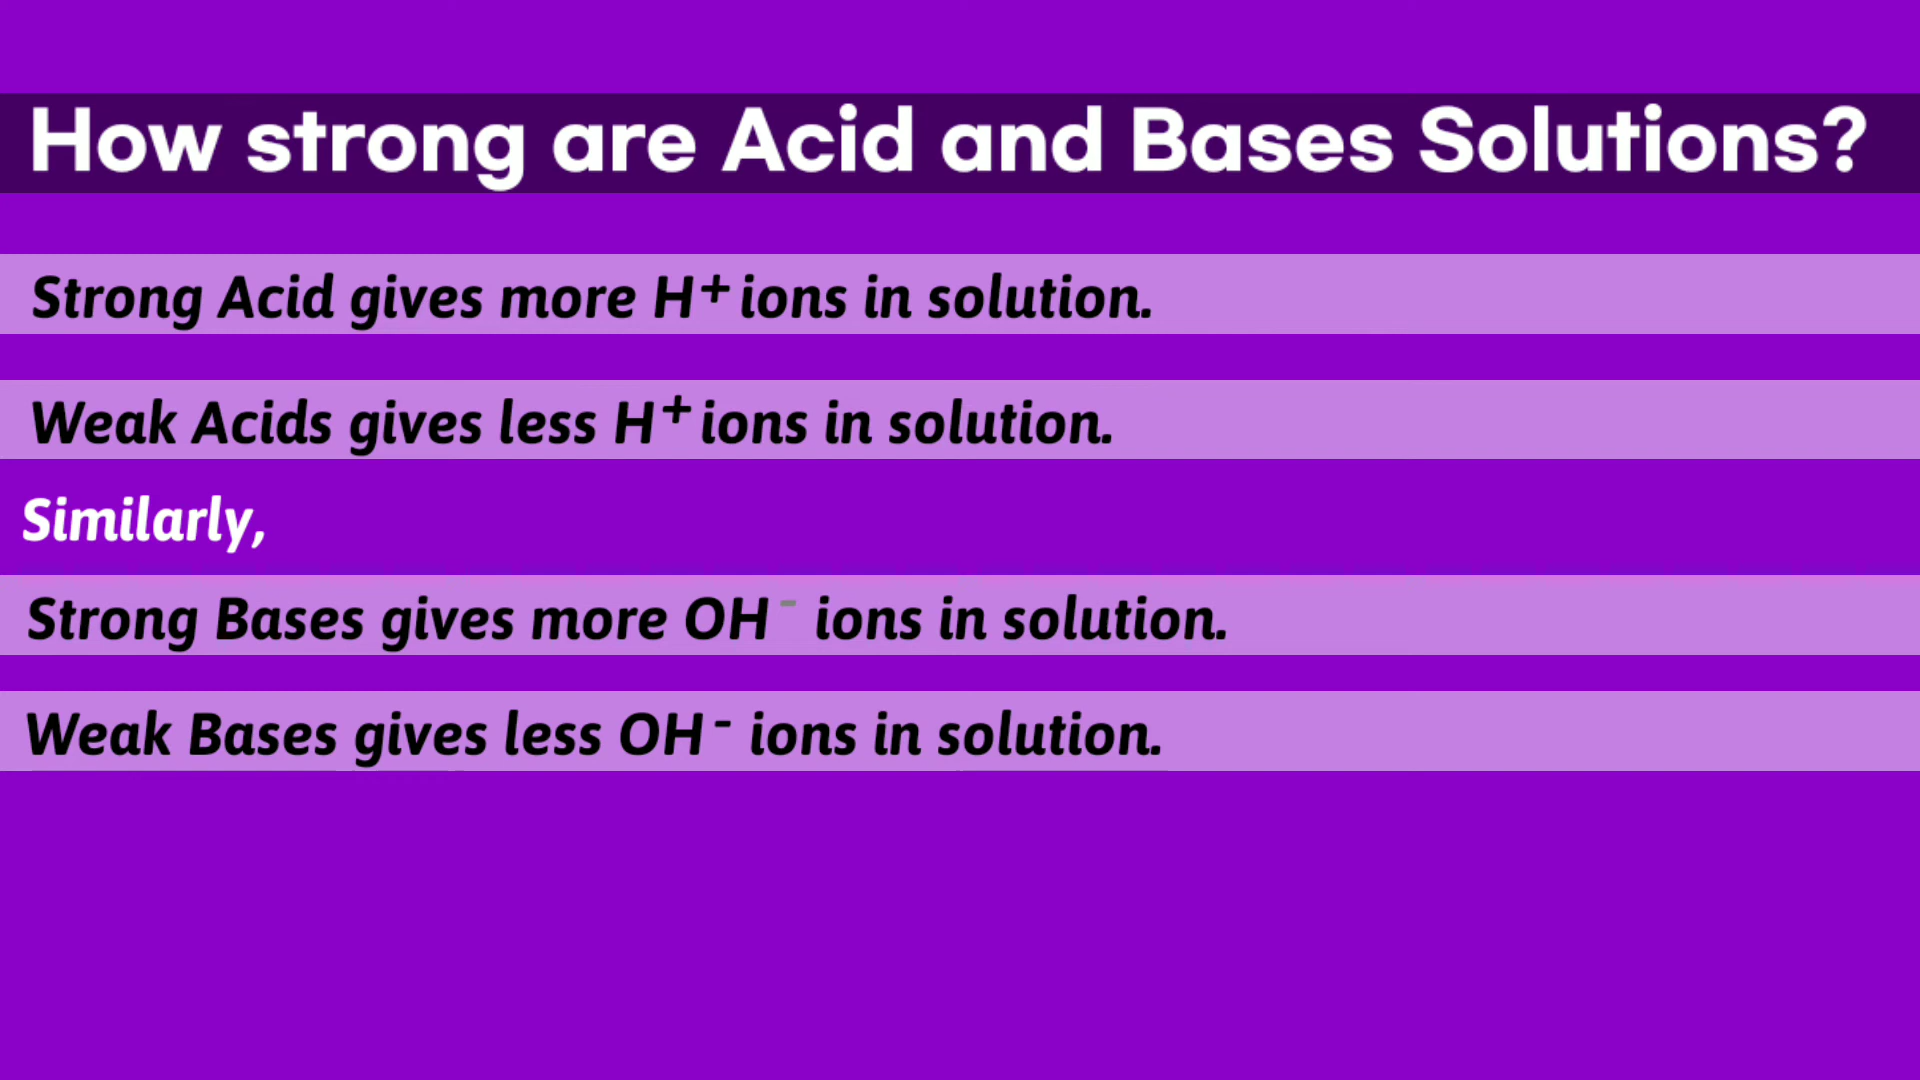 How strong are Acid and Bases Solutions?
Strong Acid gives more H⁺ ions in solution.
Weak Acids gives less H⁺ ions in solution.
Similarly,
Strong Bases gives more OH⁻ ions in solution.
Weak Bases gives less OH⁻ ions in solution.